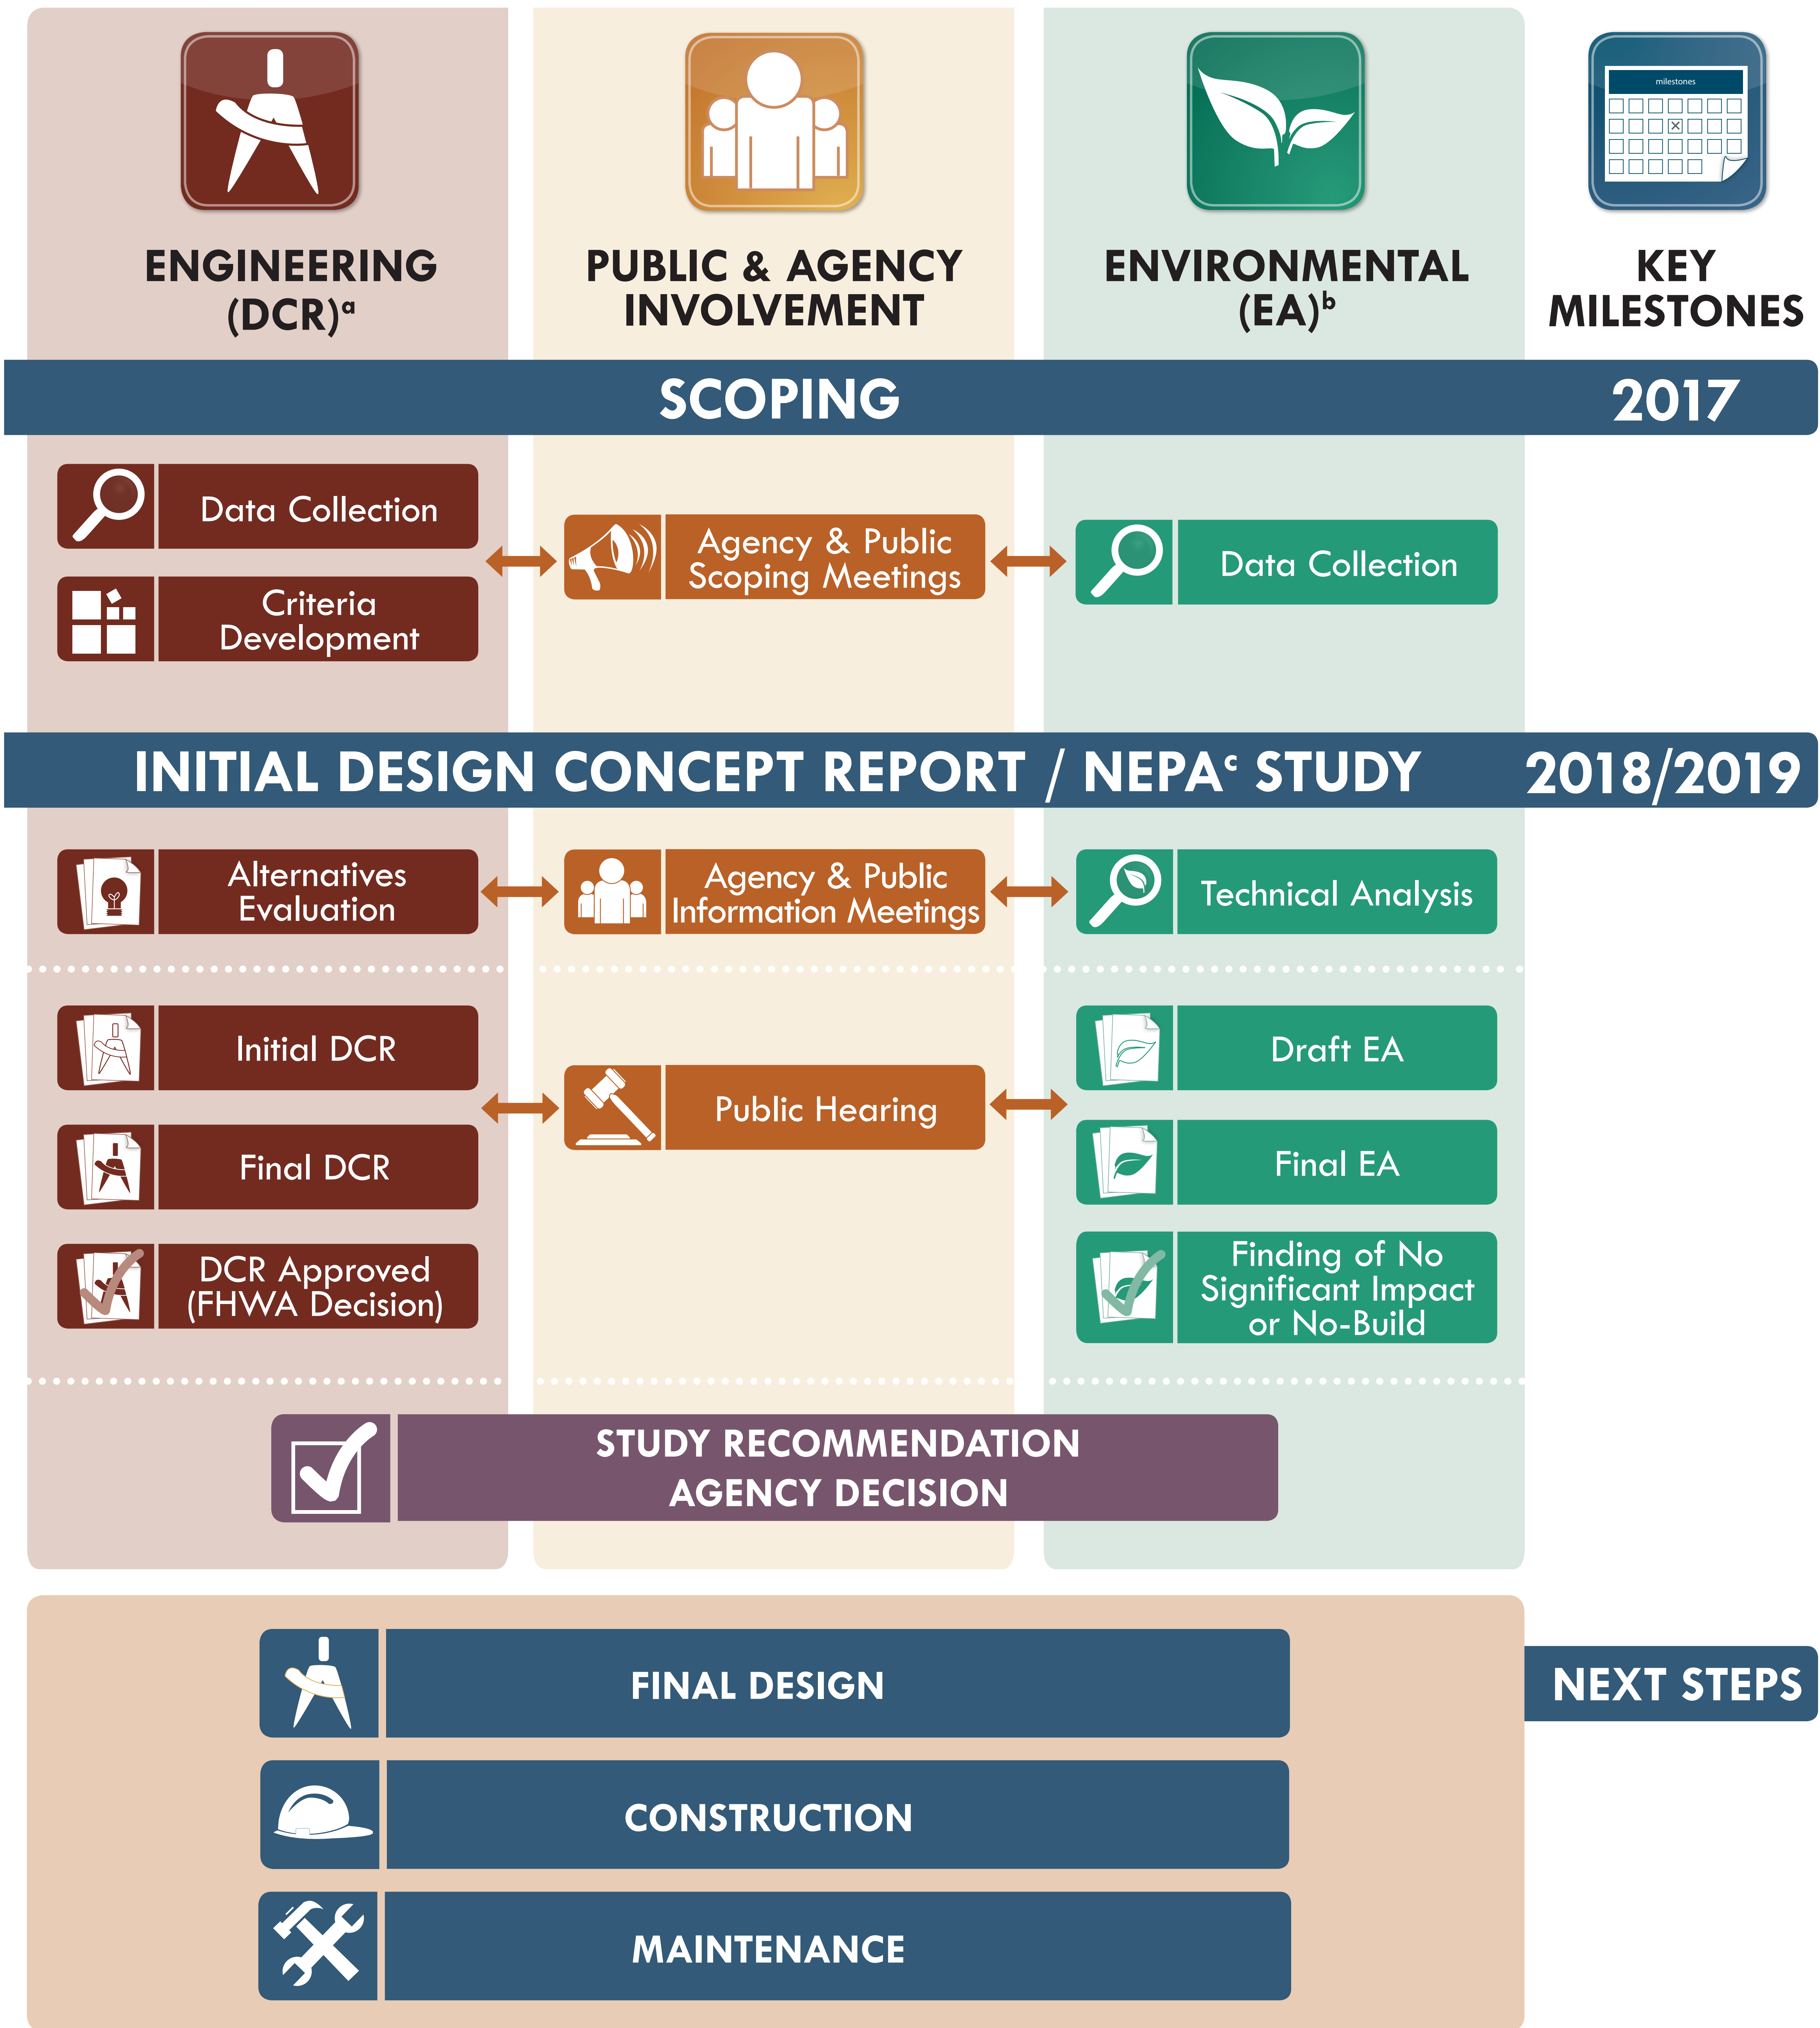 milestones
ENGINEERING
(DCR)ᵃ
PUBLIC & AGENCY
INVOLVEMENT
ENVIRONMENTAL
(EA)ᵇ
KEY
MILESTONES
SCOPING
2017
Data Collection
Criteria
Development
Agency & Public
Scoping Meetings
Data Collection
INITIAL DESIGN CONCEPT REPORT / NEPAᶜ STUDY
2018/2019
Alternatives
Evaluation
Agency & Public
Information Meetings
Technical Analysis
Initial DCR
Final DCR
DCR Approved
(FHWA Decision)
Public Hearing
Draft EA
Final EA
Finding of No
Significant Impact
or No-Build
STUDY RECOMMENDATION
AGENCY DECISION
FINAL DESIGN
NEXT STEPS
CONSTRUCTION
MAINTENANCE